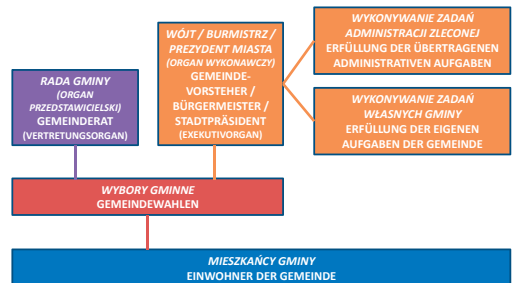 RADA GMINY
(ORGAN
PRZEDSTAWICIELSKI)
GEMEINDERAT
(VERTRETUNGSORGAN)
WÓJT / BURMISTRZ /
PREZYDENT MIASTA
(ORGAN WYKONAWCZY)
GEMEINDE-
VORSTEHER /
BÜRGERMEISTER /
STADTPRÄSIDENT
(EXEKUTIVORGAN)
WYKONYWANIE ZADAŃ
ADMINISTRACJI ZLECONEJ
ERFÜLLUNG DER ÜBERTRAGENEN
ADMINISTRATIVEN AUFGABEN
WYKONYWANIE ZADAŃ
WŁASNYCH GMINY
ERFÜLLUNG DER EIGENEN
AUFGABEN DER GEMEINDE
WYBORY GMINNE
GEMEINDEWAHLEN
MIESZKAŃCY GMINY
EINWOHNER DER GEMEINDE